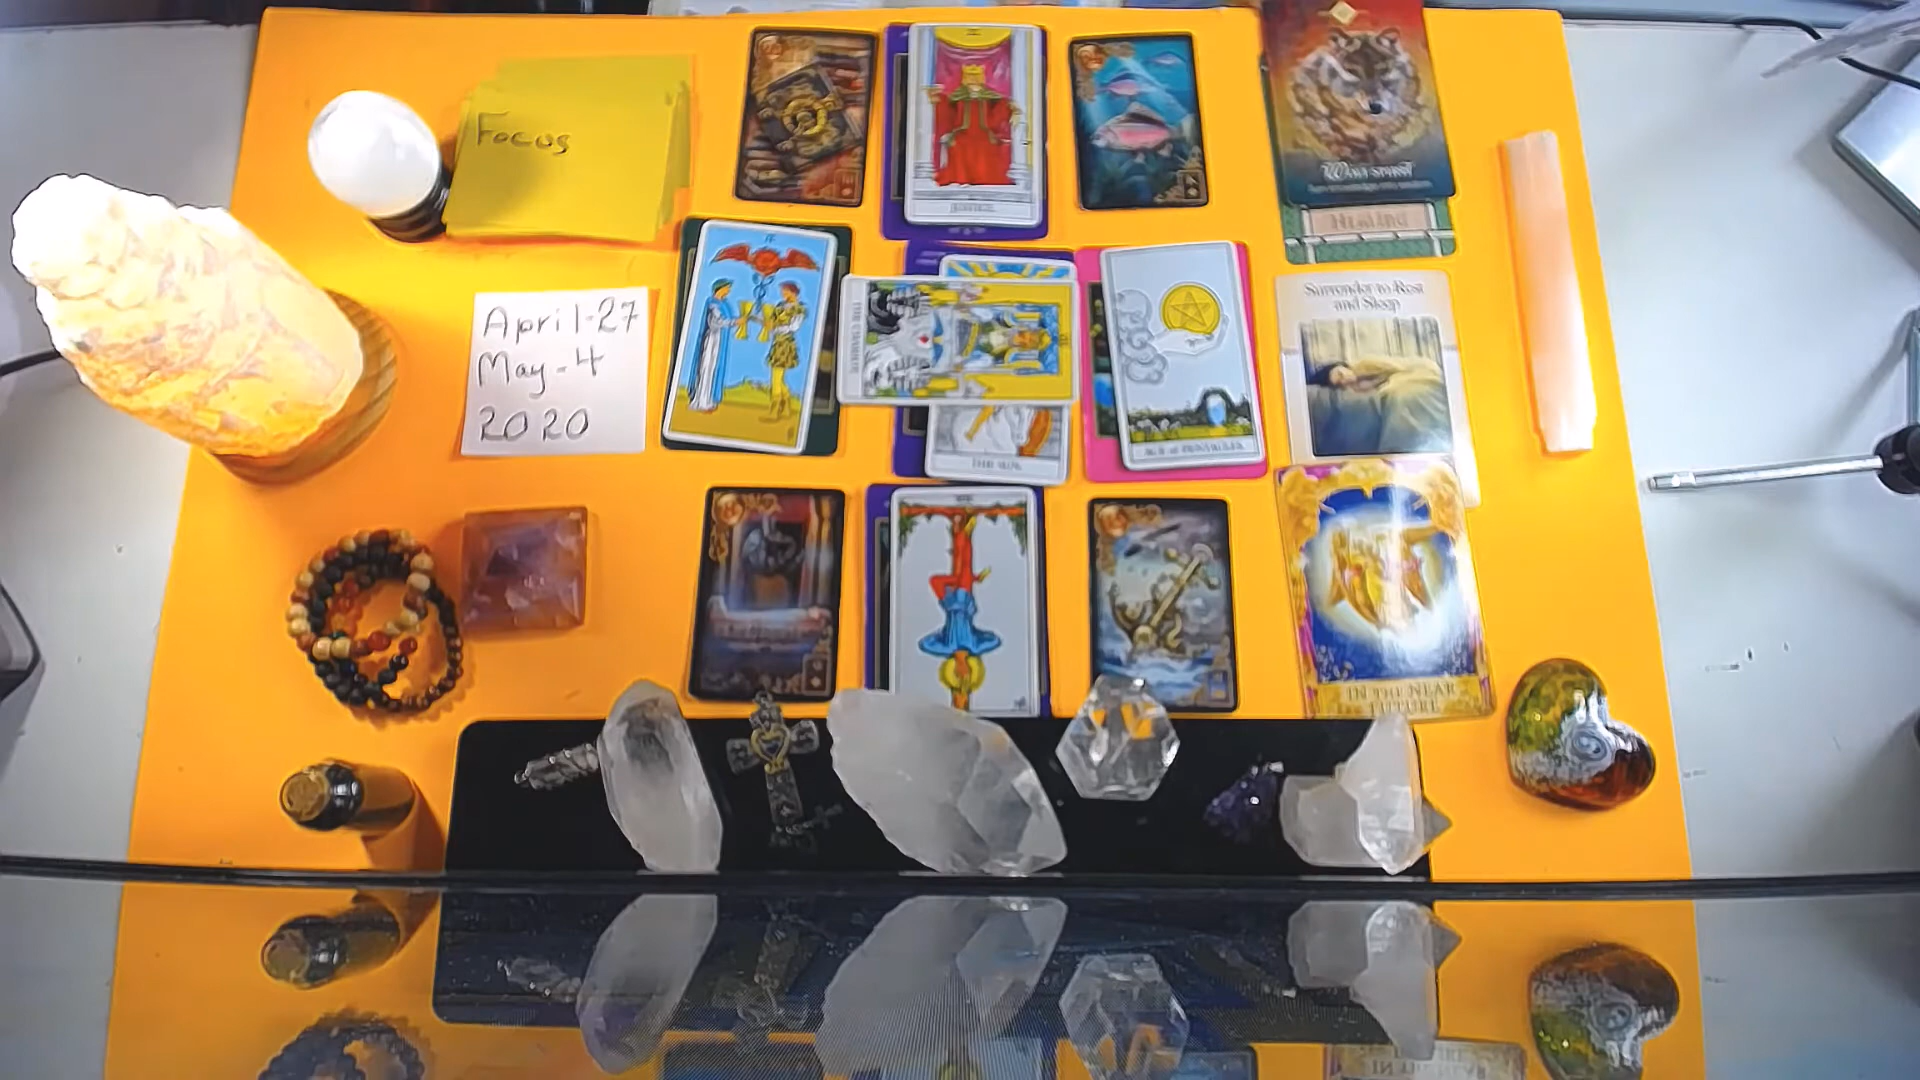 Focus
April-27
May-4
2020
JUSTICE
Healing
Surrender to Rest
and Sleep
THE CHARIOT
THE SUN
ACE of PENTACLES
IN THE NEAR
FUTURE